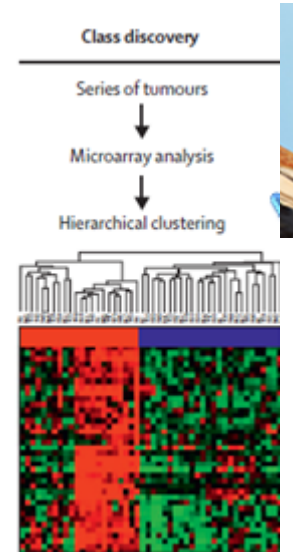 Class discovery
Series of tumours
Microarray analysis
Hierarchical clustering